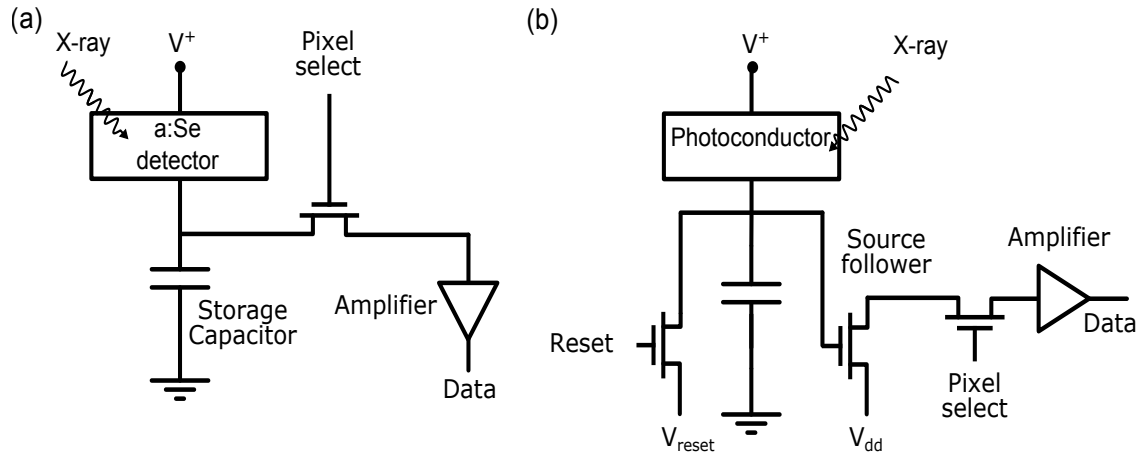 (a)
X-ray
V+
Pixel
select
a:Se
detector
Storage
Capacitor
Amplifier
Data
(b)
V+
X-ray
Photoconductor
Source
follower
Amplifier
Data
Reset
Pixel
select
Vreset
Vdd